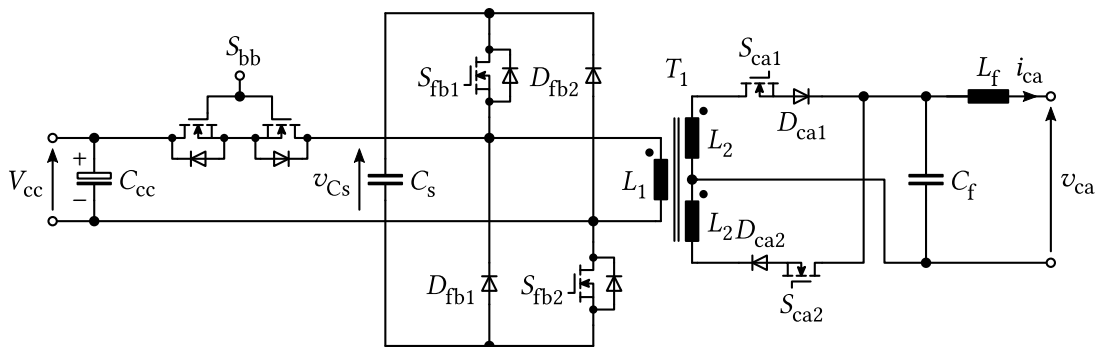 S_bb
S_fb1
D_fb2
T_1
S_ca1
L_f
i_ca
D_ca1
+
V_cc
C_cc
−
v_Cs
C_s
L_1
L_2
C_f
v_ca
L_2
D_ca2
D_fb1
S_fb2
S_ca2